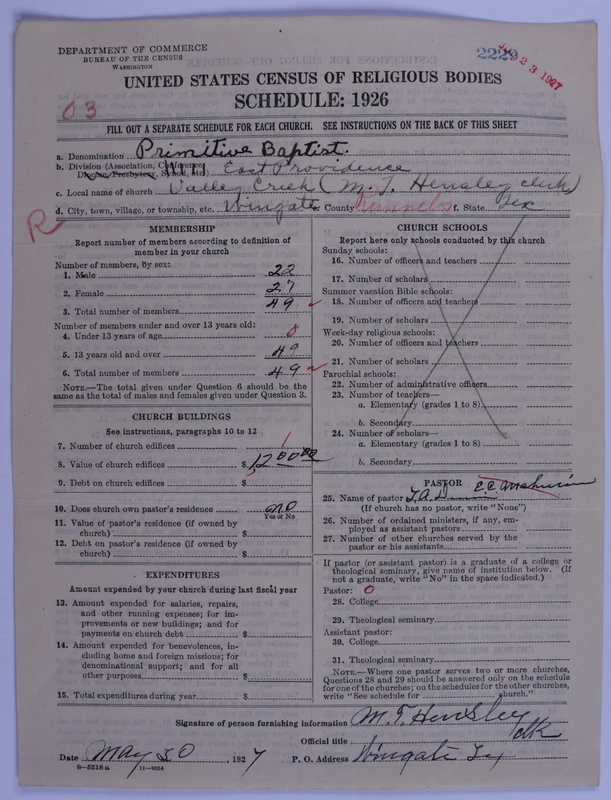 DEPARTMENT OF COMMERCE
BUREAU OF THE CENSUS
WASHINGTON
2229
23 1927
UNITED STATES CENSUS OF RELIGIOUS BODIES
03
SCHEDULE: 1926
FILL OUT A SEPARATE SCHEDULE FOR EACH CHURCH. SEE INSTRUCTIONS ON THE BACK OF THIS SHEET
a. Denomination Primitive Baptist.
b. Division (Association, Conference, East Providence
Diocese, Presbytery, Synod, etc.)
c. Local name of church Valley Creek (M. T. Hensley clerk)
d. City, town, village, or township, etc. Wingate e. County Runnels f. State Tex
R
MEMBERSHIP
Report number of members according to definition of
member in your church
Number of members, by sex:
1. Male 22
2. Female 27
3. Total number of members 49
Number of members under and over 13 years old:
4. Under 13 years of age 0
5. 13 years old and over 49
6. Total number of members 49
NOTE.—The total given under Question 6 should be the
same as the total of males and females given under Question 3.
CHURCH BUILDINGS
See instructions, paragraphs 10 to 12
7. Number of church edifices 1
8. Value of church edifices $ 1200.00
9. Debt on church edifices $
10. Does church own pastor's residence no
Yes or No
11. Value of pastor's residence (if owned by
church) $
12. Debt on pastor's residence (if owned by
church) $
EXPENDITURES
Amount expended by your church during last fiscal year
13. Amount expended for salaries, repairs,
and other running expenses; for im-
provements or new buildings; and for
payments on church debt $
14. Amount expended for benevolences, in-
cluding home and foreign missions; for
denominational support; and for all
other purposes $
15. Total expenditures during year $
CHURCH SCHOOLS
Report here only schools conducted by this church
Sunday schools:
16. Number of officers and teachers
17. Number of scholars
Summer vacation Bible schools:
18. Number of officers and teachers
19. Number of scholars
Week-day religious schools:
20. Number of officers and teachers
21. Number of scholars
Parochial schools:
22. Number of administrative officers
23. Number of teachers—
a. Elementary (grades 1 to 8)
b. Secondary
24. Number of scholars—
a. Elementary (grades 1 to 8)
b. Secondary
PASTOR
25. Name of pastor T. A. C. C.
(If church has no pastor, write "None")
26. Number of ordained ministers, if any, em-
ployed as assistant pastors
27. Number of other churches served by the
pastor or his assistants
If pastor (or assistant pastor) is a graduate of a college or
theological seminary, give name of institution below. (If
not a graduate, write "No" in the space indicated.)
Pastor: 0
28. College
29. Theological seminary
Assistant pastor:
30. College
31. Theological seminary
NOTE.—Where one pastor serves two or more churches,
Questions 28 and 29 should be answered only on the schedule
for one of the churches; on the schedules for the other churches,
write "See schedule for church."
Signature of person furnishing information M. T. Hensley
Official title clk
Date May 30, 1927 P. O. Address Wingate Tex
8—5518a 11—9054